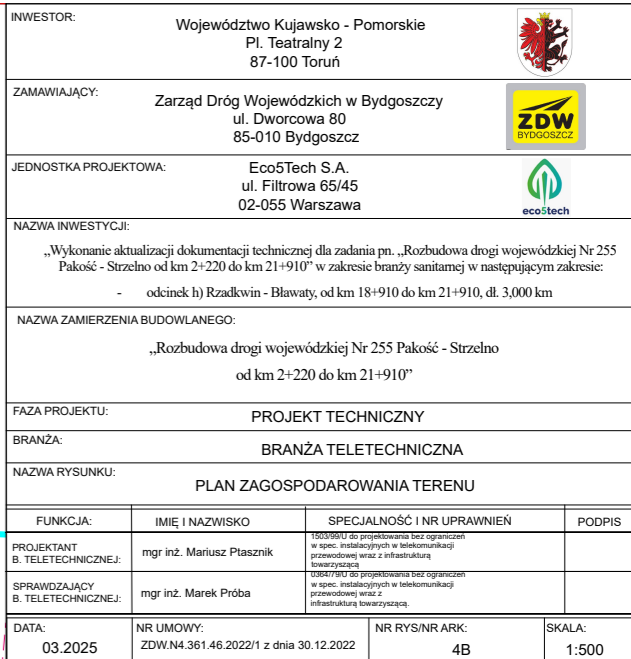 INWESTOR:
Województwo Kujawsko - Pomorskie
Pl. Teatralny 2
87-100 Toruń
ZAMAWIAJĄCY:
Zarząd Dróg Wojewódzkich w Bydgoszczy
ul. Dworcowa 80
85-010 Bydgoszcz
ZDW
BYDGOSZCZ
JEDNOSTKA PROJEKTOWA:
Eco5Tech S.A.
ul. Filtrowa 65/45
02-055 Warszawa
eco5tech
NAZWA INWESTYCJI:
„Wykonanie aktualizacji dokumentacji technicznej dla zadania pn. „Rozbudowa drogi wojewódzkiej Nr 255
Pakość - Strzelno od km 2+220 do km 21+910” w zakresie branży sanitarnej w następującym zakresie:
- odcinek h) Rzadkwin - Bławaty, od km 18+910 do km 21+910, dł. 3,000 km
NAZWA ZAMIERZENIA BUDOWLANEGO:
„Rozbudowa drogi wojewódzkiej Nr 255 Pakość - Strzelno
od km 2+220 do km 21+910”
FAZA PROJEKTU:
PROJEKT TECHNICZNY
BRANŻA:
BRANŻA TELETECHNICZNA
NAZWA RYSUNKU:
PLAN ZAGOSPODAROWANIA TERENU
FUNKCJA: IMIĘ I NAZWISKO SPECJALNOŚĆ I NR UPRAWNIEŃ PODPIS
PROJEKTANT
B. TELETECHNICZNEJ:
mgr inż. Mariusz Ptasznik
1503/99/U do projektowania bez ograniczeń
w spec. instalacyjnych w telekomunikacji
przewodowej wraz z infrastrukturą
towarzyszącą
SPRAWDZAJĄCY
B. TELETECHNICZNEJ:
mgr inż. Marek Próba
0364/79/U do projektowania bez ograniczeń
w spec. instalacyjnych w telekomunikacji
przewodowej wraz z
infrastrukturą towarzyszącą.
DATA: NR UMOWY: NR RYS/NR ARK: SKALA:
03.2025 ZDW.N4.361.46.2022/1 z dnia 30.12.2022 4B 1:500